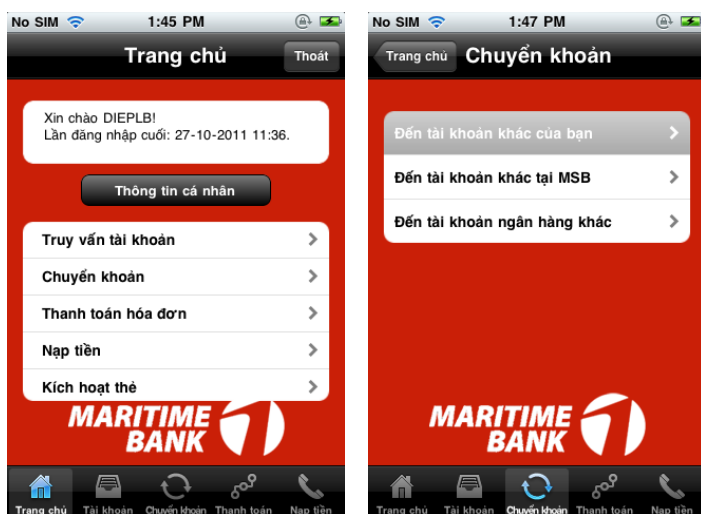 No SIM 1:45 PM
Trang chủ
Thoát
Xin chào DIEPLB!
Lần đăng nhập cuối: 27-10-2011 11:36.
Thông tin cá nhân
Truy vấn tài khoản
Chuyển khoản
Thanh toán hóa đơn
Nạp tiền
Kích hoạt thẻ
MARITIME
BANK
Trang chủ Tài khoản Chuyển khoản Thanh toán Nạp tiền
No SIM 1:47 PM
Trang chủ
Chuyển khoản
Đến tài khoản khác của bạn
Đến tài khoản khác tại MSB
Đến tài khoản ngân hàng khác
MARITIME
BANK
Trang chủ Tài khoản Chuyển khoản Thanh toán Nạp tiền